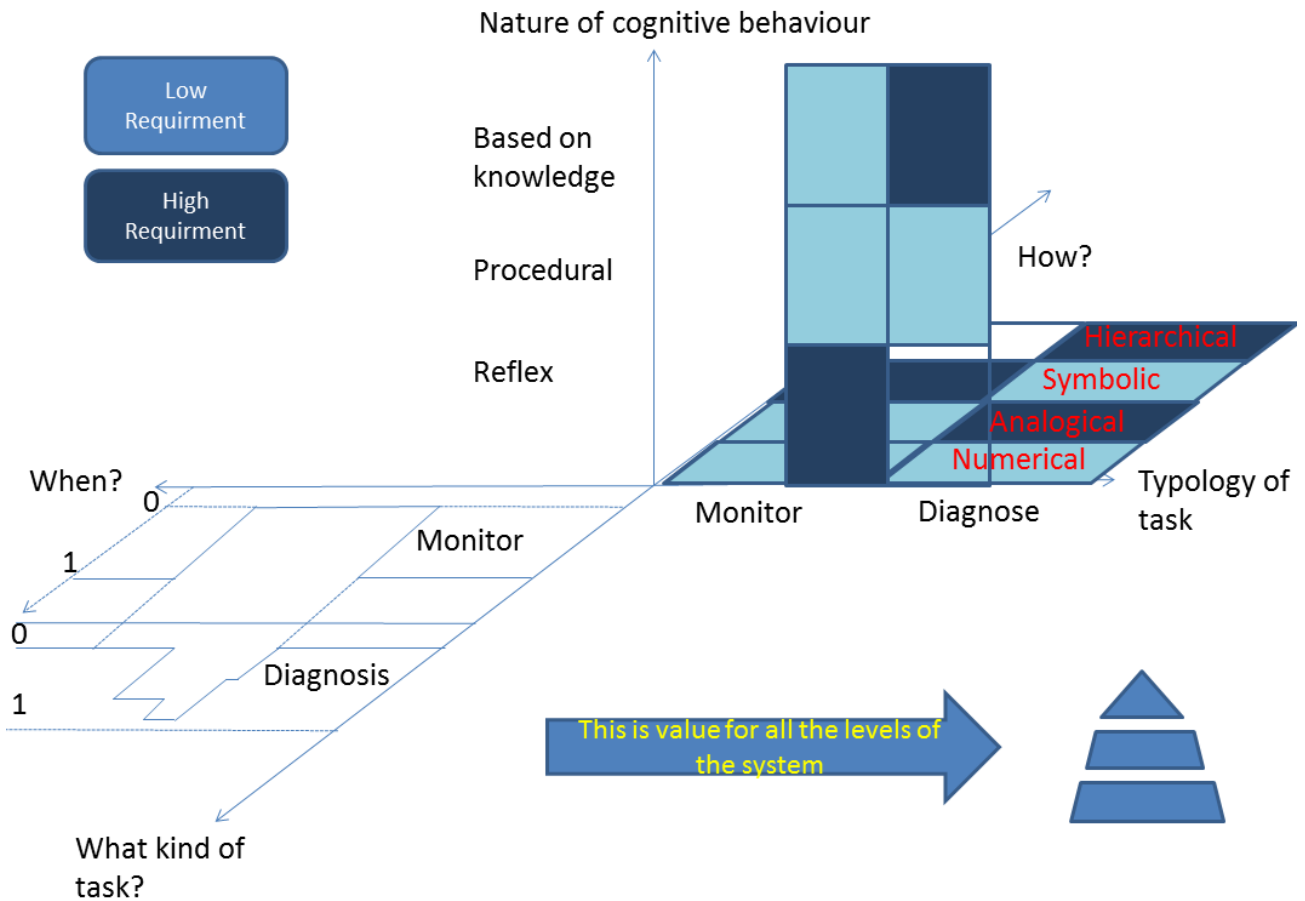 Nature of cognitive behaviour
Low
Requirment
High
Requirment
Based on
knowledge
Procedural
Reflex
How?
Hierarchical
Symbolic
Analogical
Numerical
When?
0
1
0
1
Monitor
Diagnosis
Monitor
Diagnose
Typology of
task
This is value for all the levels of
the system
What kind of
task?